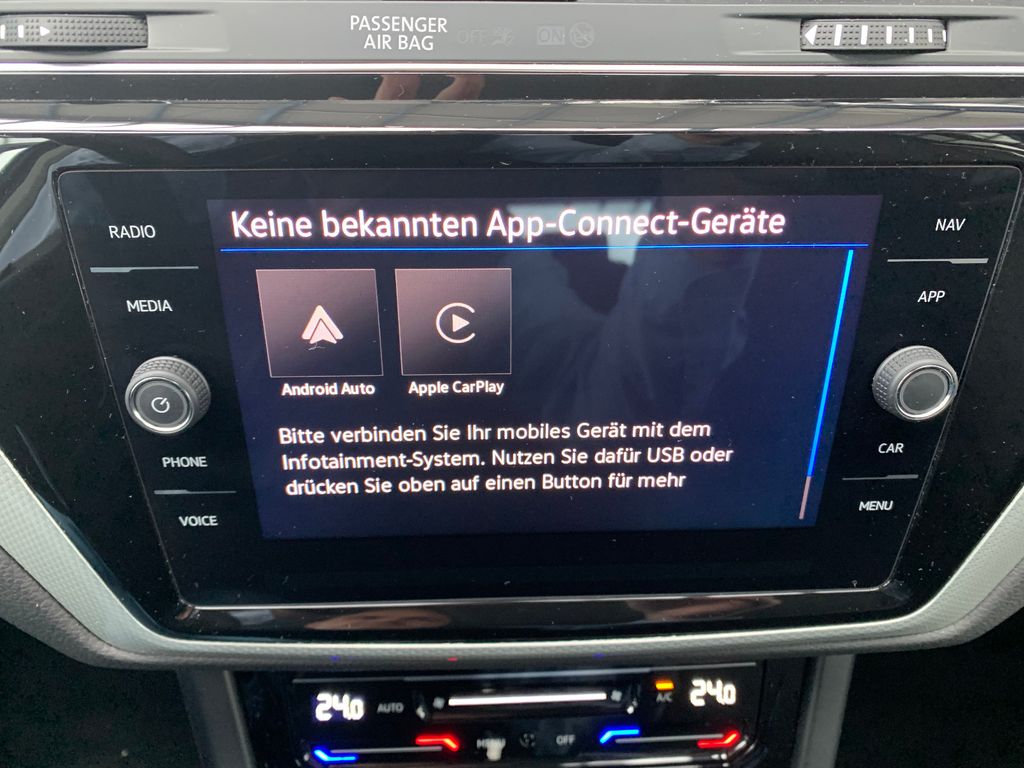 PASSENGER
AIR BAG OFF ON
RADIO
MEDIA
PHONE
VOICE
Keine bekannten App-Connect-Geräte
Android Auto Apple CarPlay
Bitte verbinden Sie Ihr mobiles Gerät mit dem
Infotainment-System. Nutzen Sie dafür USB oder
drücken Sie oben auf einen Button für mehr
NAV
APP
CAR
MENU
24.0 AUTO A/C 24.0
MENU OFF